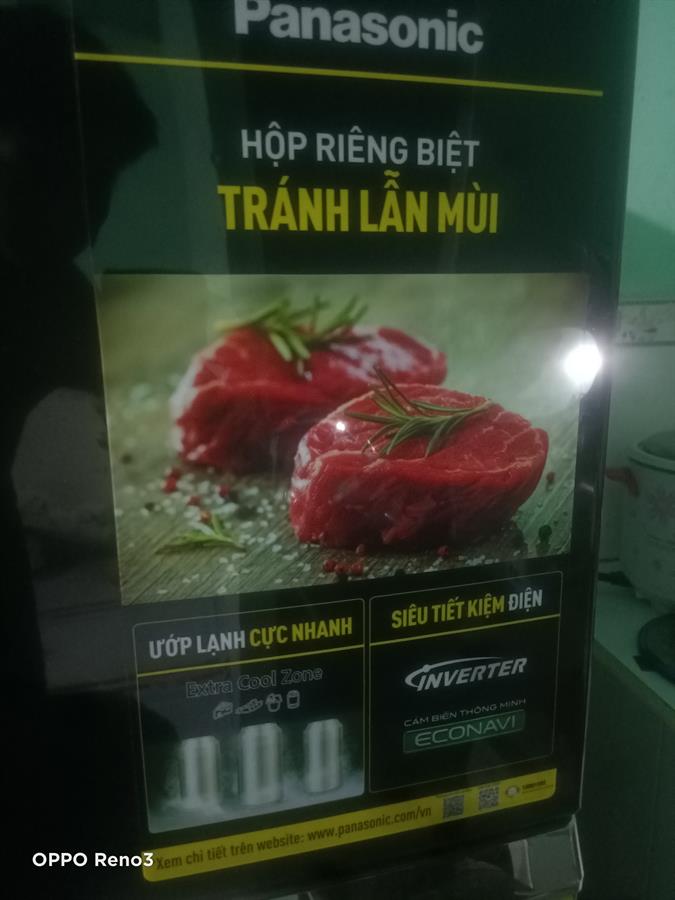 Panasonic
HỘP RIÊNG BIỆT
TRÁNH LẪN MÙI
ƯỚP LẠNH CỰC NHANH
Extra Cool Zone
SIÊU TIẾT KIỆM ĐIỆN
INVERTER
CẢM BIẾN THÔNG MINH
ECONAVI
Xem chi tiết trên website: www.panasonic.com/vn
OPPO Reno3